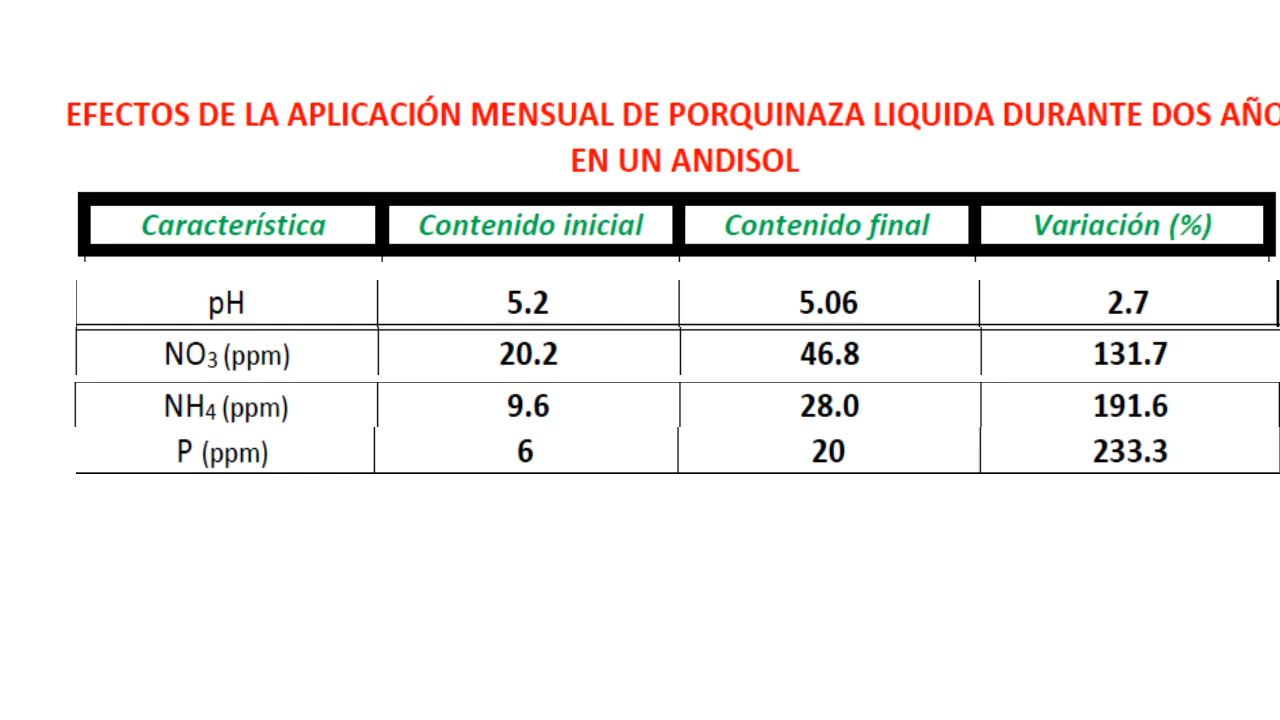 EFECTOS DE LA APLICACIÓN MENSUAL DE PORQUINAZA LIQUIDA DURANTE DOS AÑO
EN UN ANDISOL
Característica Contenido inicial Contenido final Variación (%)
pH 5.2 5.06 2.7
NO₃ (ppm) 20.2 46.8 131.7
NH₄ (ppm) 9.6 28.0 191.6
P (ppm) 6 20 233.3